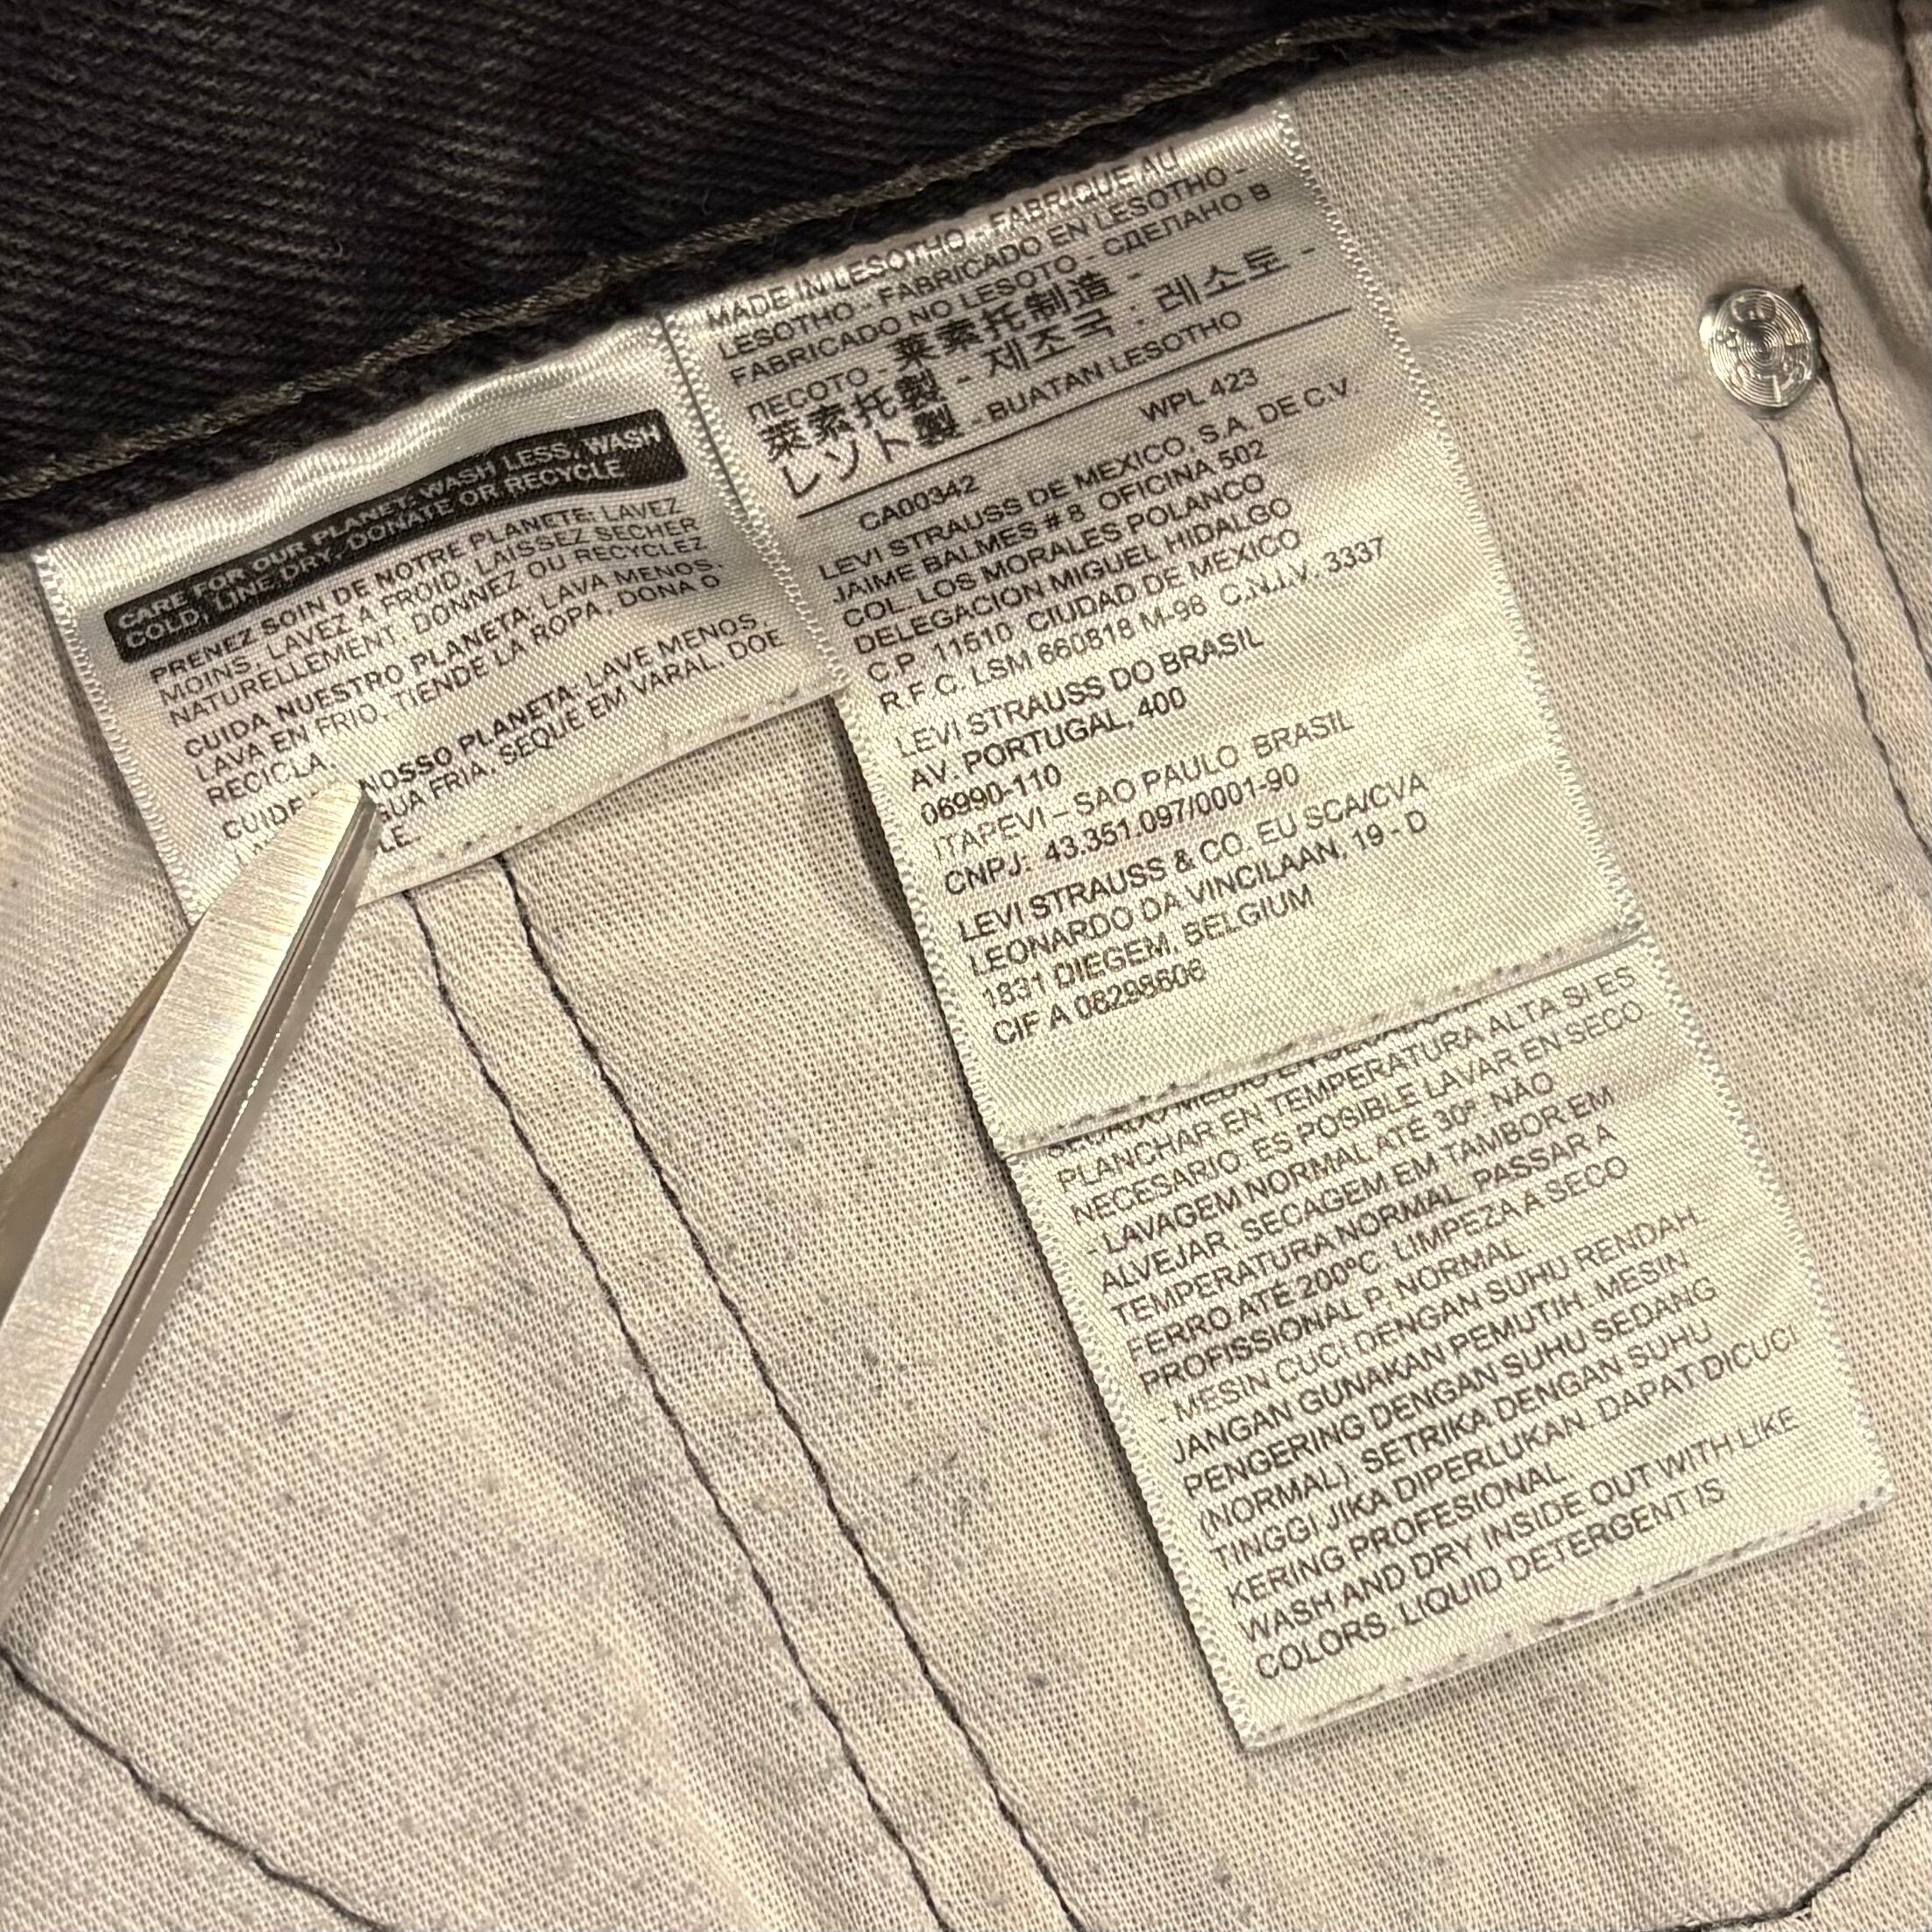 CARE FOR OUR PLANET: WASH LESS, WASH
COLD, LINE DRY, DONATE OR RECYCLE
PRENEZ SOIN DE NOTRE PLANETE: LAVEZ
MOINS, LAVEZ A FROID, LAISSEZ SECHER
NATURELLEMENT, DONNEZ OU RECYCLEZ
CUIDA NUESTRO PLANETA: LAVA MENOS,
LAVA EN FRIO, TIENDE LA ROPA, DONA O
RECICLA.
NOSSO PLANETA: LAVE MENOS,
FRIA, SEQUE EM VARAL, DOE
MADE IN LESOTHO - FABRIQUE AU
LESOTHO - FABRICADO EN LESOTHO -
FABRICADO NO LESOTO - СДЕЛАНО В
ЛЕСОТО - 莱索托制造 -
萊索托製 - 제조국 : 레소토 -
レソト製 - BUATAN LESOTHO
CA00342 WPL 423
LEVI STRAUSS DE MEXICO, S.A. DE C.V
JAIME BALMES # 8 OFICINA 502
COL. LOS MORALES POLANCO
DELEGACION MIGUEL HIDALGO
C.P. 11510 CIUDAD DE MEXICO
R.F.C. LSM 660818 M-98 C.N.I.V. 3337
LEVI STRAUSS DO BRASIL
AV. PORTUGAL, 400
06990-110
ITAPEVI – SAO PAULO BRASIL
CNPJ: 43.351.097/0001-90
LEVI STRAUSS & CO. EU SCA/CVA
LEONARDO DA VINCILAAN, 19 - D
1831 DIEGEM, BELGIUM
CIF A 08298606
PLANCHAR EN TEMPERATURA ALTA SI ES
NECESARIO. ES POSIBLE LAVAR EN SECO
- LAVAGEM NORMAL ATÉ 30º. NÃO
ALVEJAR. SECAGEM EM TAMBOR EM
TEMPERATURA NORMAL. PASSAR A
FERRO ATÉ 200ºC. LIMPEZA A SECO
PROFISSIONAL P. NORMAL.
- MESIN CUCI DENGAN SUHU RENDAH.
JANGAN GUNAKAN PEMUTIH. MESIN
PENGERING DENGAN SUHU SEDANG
(NORMAL). SETRIKA DENGAN SUHU
TINGGI JIKA DIPERLUKAN. DAPAT DICUCI
KERING PROFESIONAL.
WASH AND DRY INSIDE OUT WITH LIKE
COLORS. LIQUID DETERGENT IS